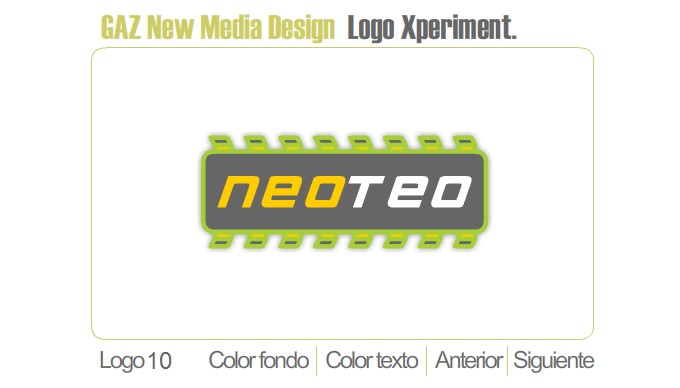 GAZ New Media Design Logo Xperiment.
neoteo
Logo 10 Color fondo Color texto Anterior Siguiente